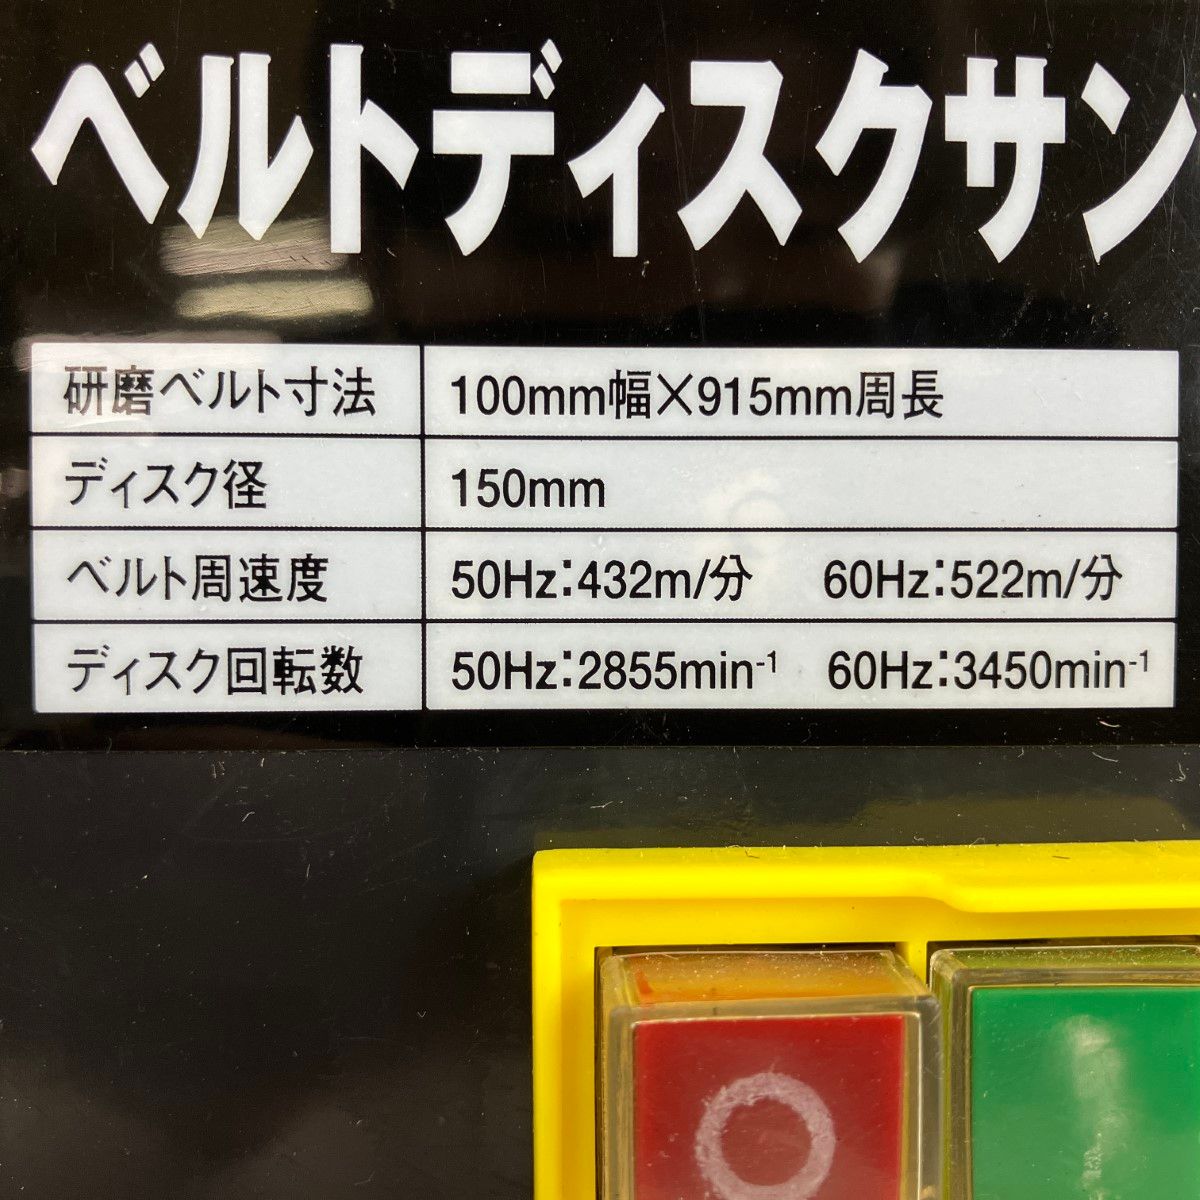 ベルトディスクサン
研磨ベルト寸法 100mm幅×915mm周長
ディスク径 150mm
ベルト周速度 50Hz:432m/分 60Hz:522m/分
ディスク回転数 50Hz:2855min⁻¹ 60Hz:3450min⁻¹